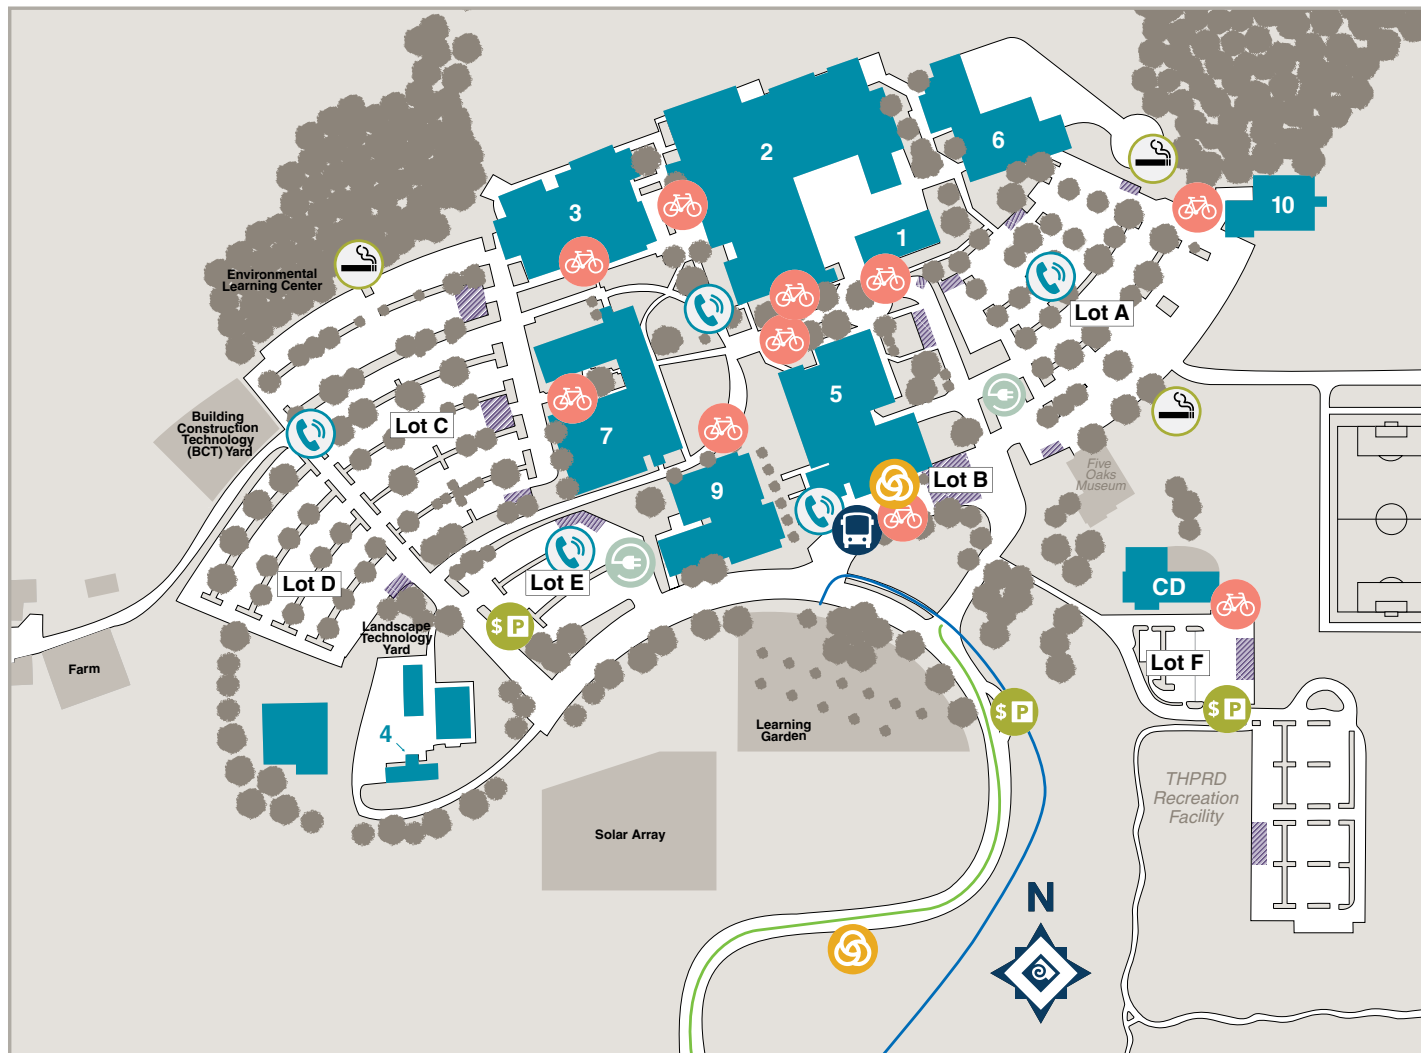 2
6
3
10
1
Environmental
Learning Center
Lot A
5
Building
Construction
Technology
(BCT) Yard
Lot C
7
Five
Oaks
Museum
9
Lot B
Lot D
Lot E
CD
$ P
Landscape
Technology
Yard
Lot F
Farm
$ P
$ P
4
Learning
Garden
THPRD
Recreation
Facility
Solar Array
N